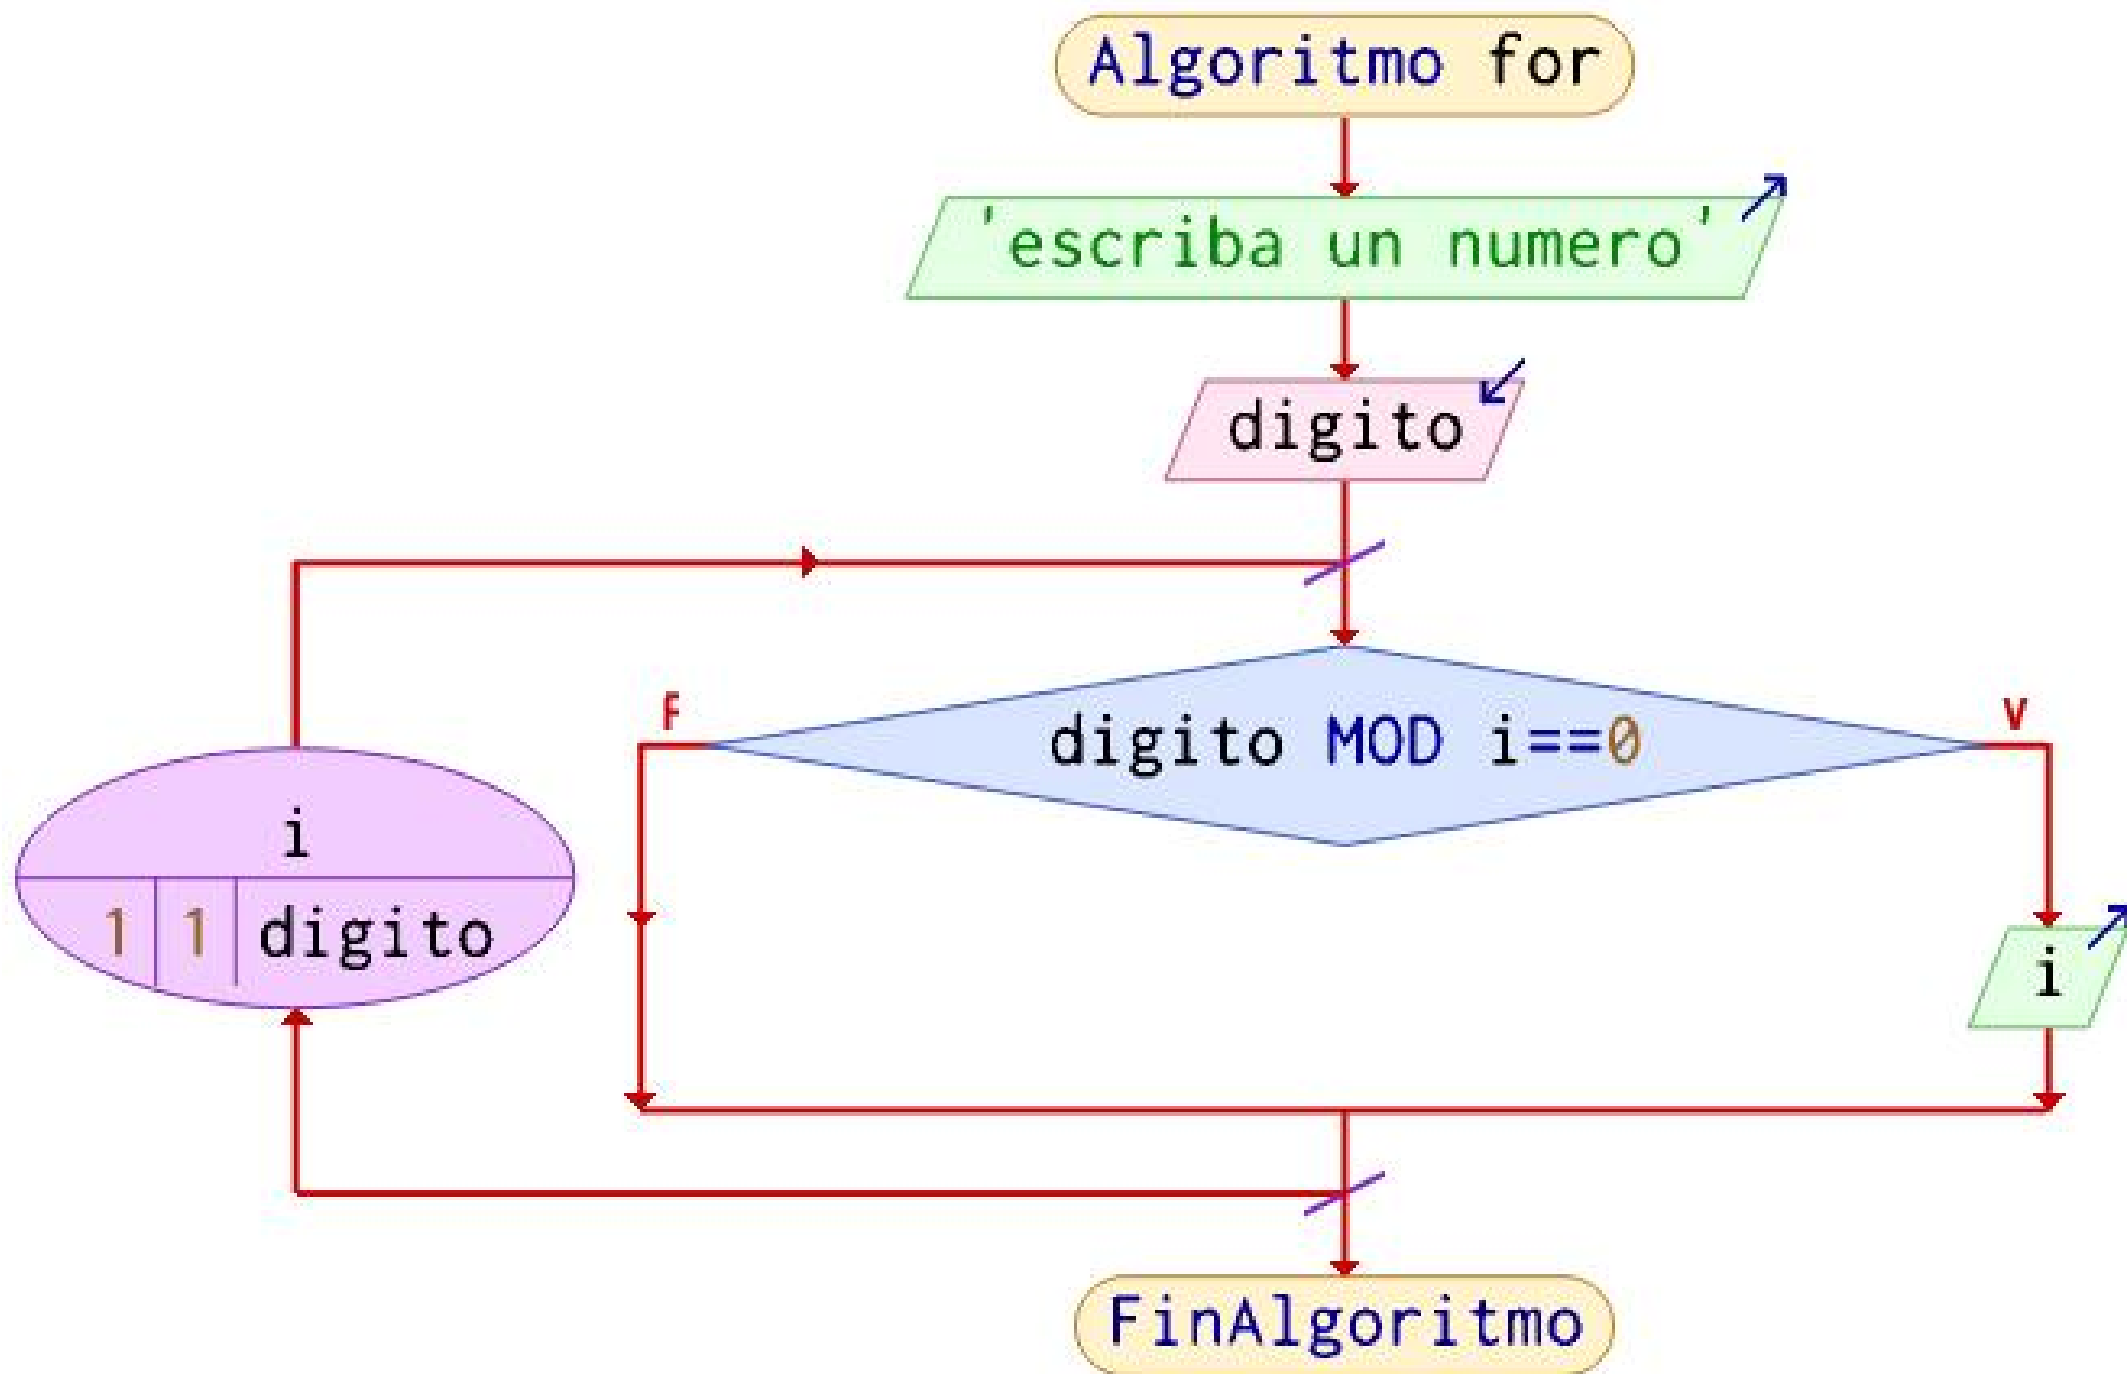 Algoritmo for
'escriba un numero'
digito
F
digito MOD i==0
V
i
1 1 digito
i
FinAlgoritmo